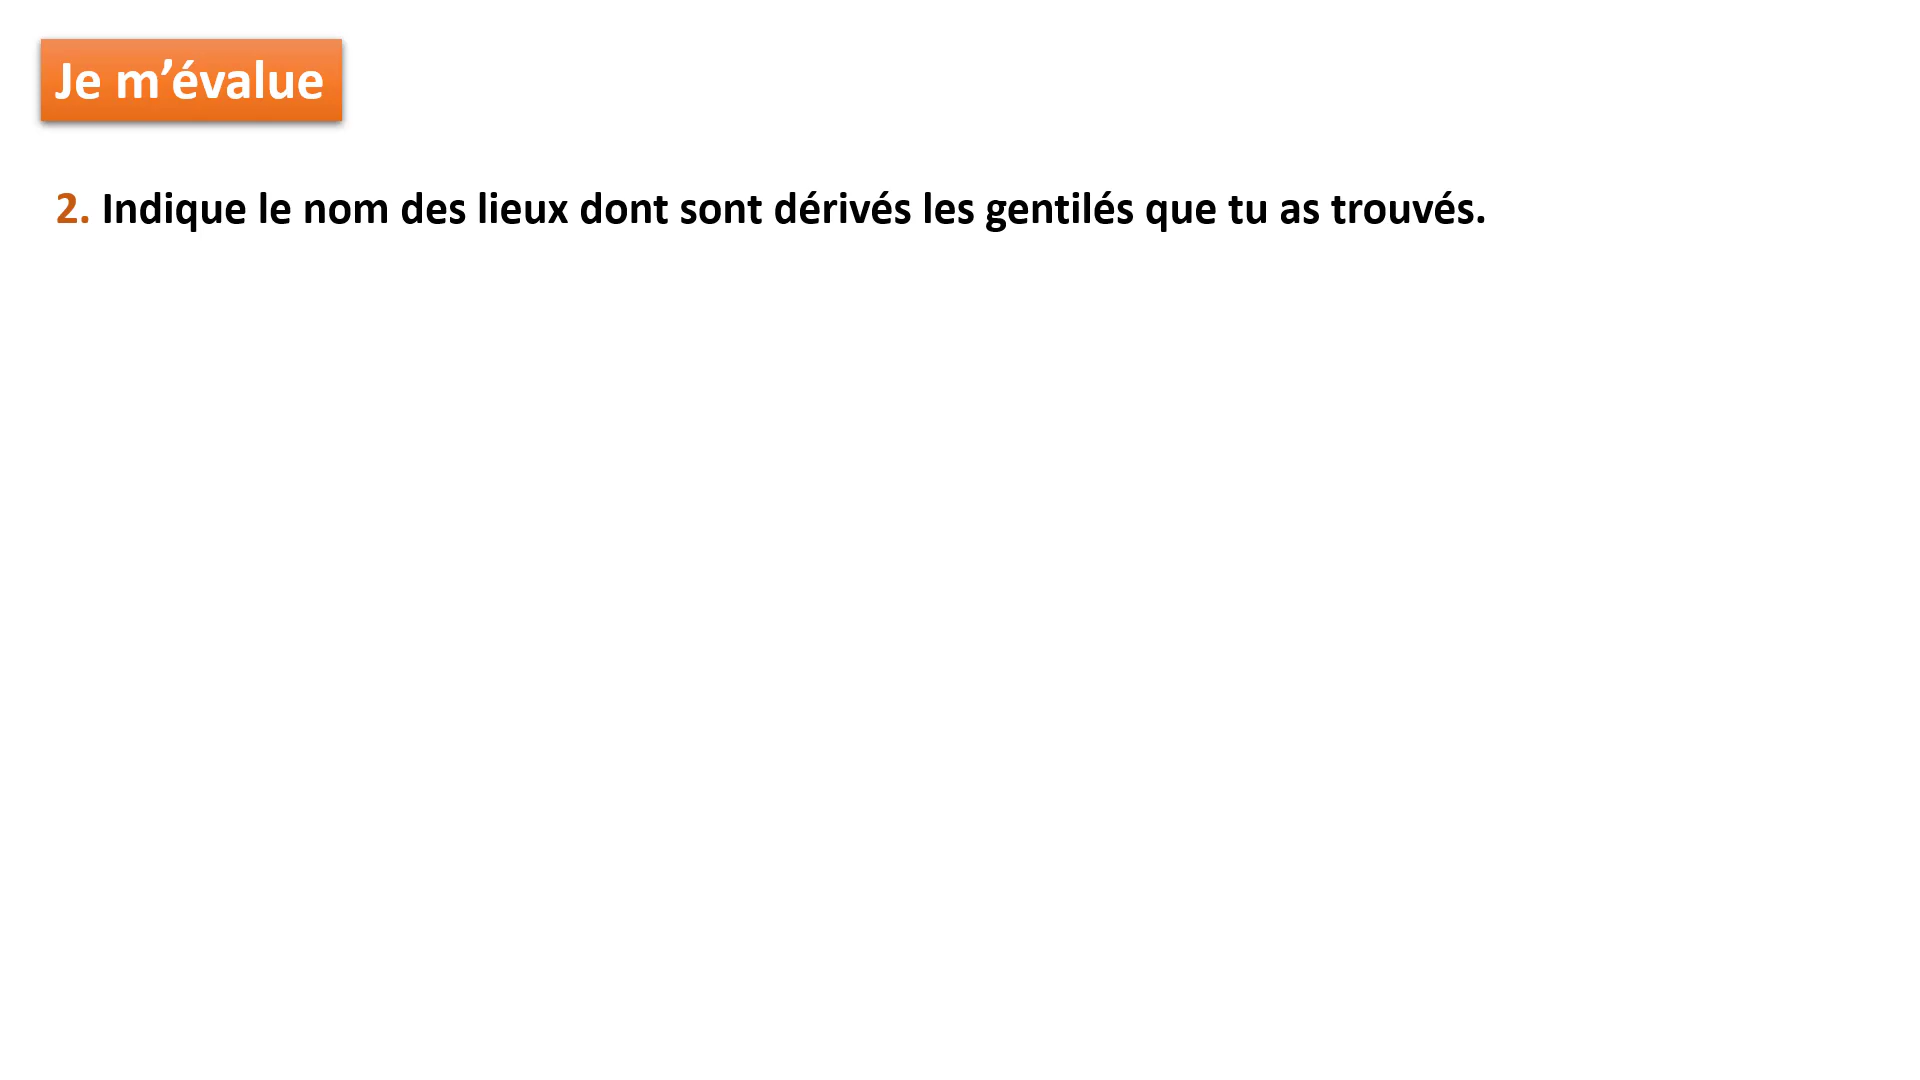 Je m’évalue
2. Indique le nom des lieux dont sont dérivés les gentilés que tu as trouvés.